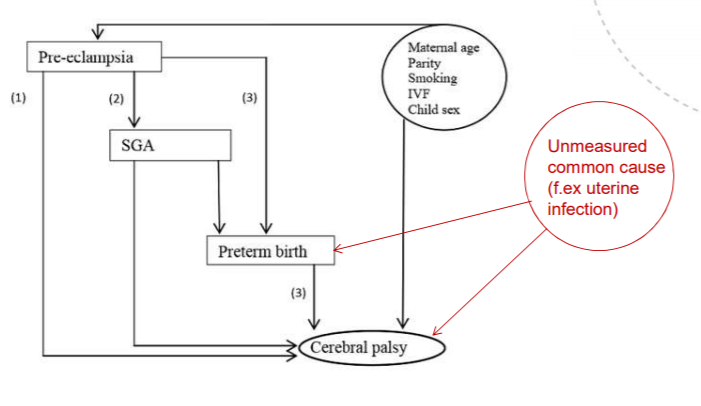 Maternal age
Parity
Smoking
IVF
Child sex
Pre-eclampsia
(1)
(2)
(3)
SGA
Unmeasured
common cause
(f.ex uterine
infection)
Preterm birth
(3)
Cerebral palsy